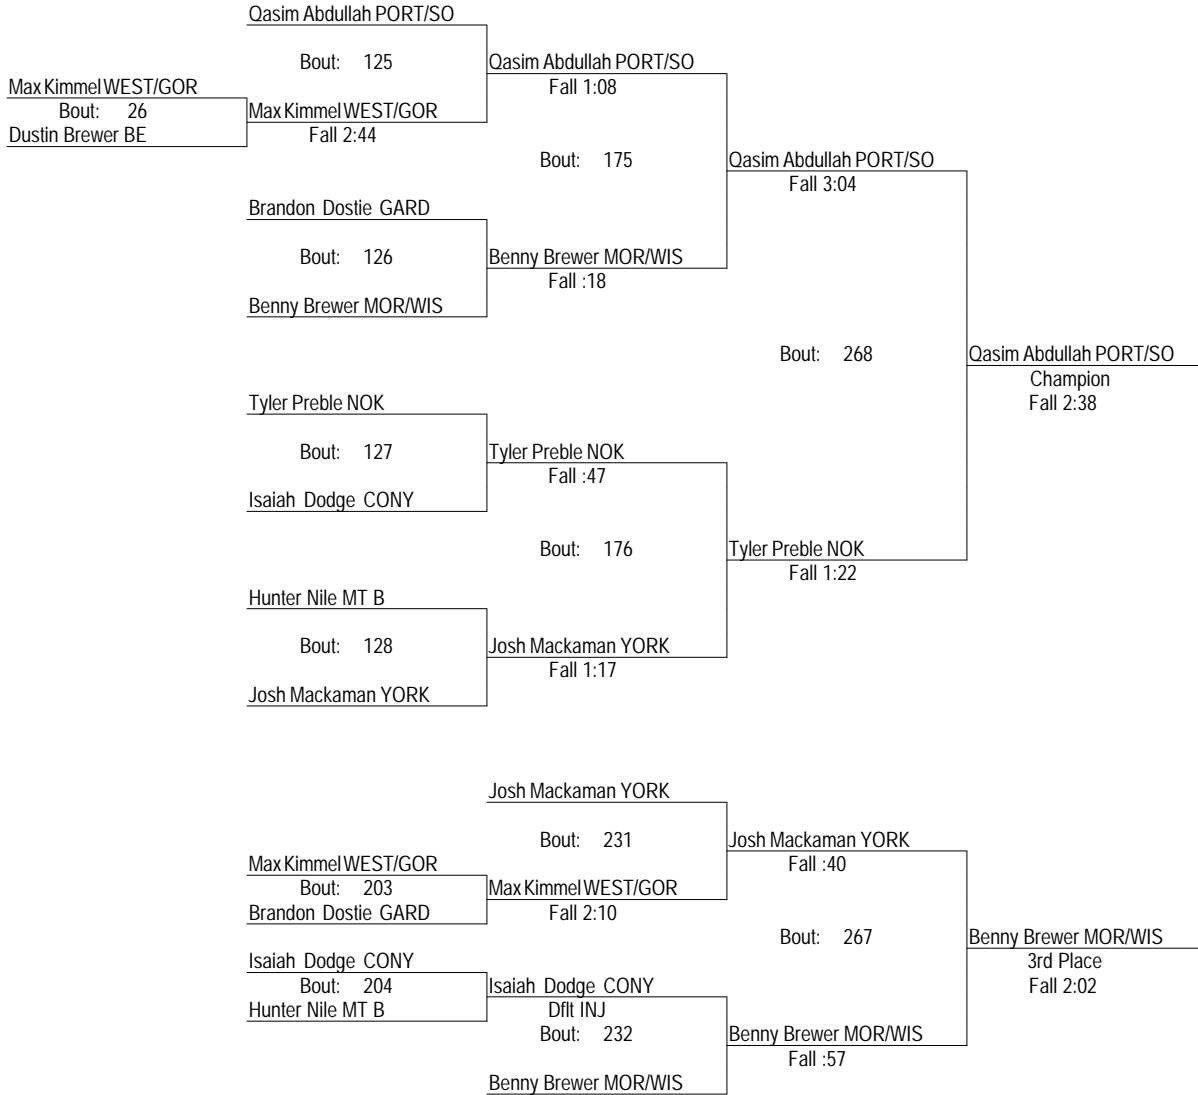 Qasim Abdullah PORT/SO
Bout: 125
Qasim Abdullah PORT/SO
Fall 1:08
Max Kimmel WEST/GOR
Bout: 26
Max Kimmel WEST/GOR
Dustin Brewer BE
Fall 2:44
Bout: 175
Qasim Abdullah PORT/SO
Fall 3:04
Brandon Dostie GARD
Bout: 126
Benny Brewer MOR/WIS
Fall :18
Benny Brewer MOR/WIS
Bout: 268
Qasim Abdullah PORT/SO
Champion
Fall 2:38
Tyler Preble NOK
Bout: 127
Tyler Preble NOK
Fall :47
Isaiah Dodge CONY
Bout: 176
Tyler Preble NOK
Fall 1:22
Hunter Nile MT B
Bout: 128
Josh Mackaman YORK
Fall 1:17
Josh Mackaman YORK
Josh Mackaman YORK
Bout: 231
Josh Mackaman YORK
Fall :40
Max Kimmel WEST/GOR
Bout: 203
Max Kimmel WEST/GOR
Brandon Dostie GARD
Fall 2:10
Bout: 267
Benny Brewer MOR/WIS
3rd Place
Fall 2:02
Isaiah Dodge CONY
Bout: 204
Isaiah Dodge CONY
Hunter Nile MT B
Dflt INJ
Bout: 232
Benny Brewer MOR/WIS
Fall :57
Benny Brewer MOR/WIS